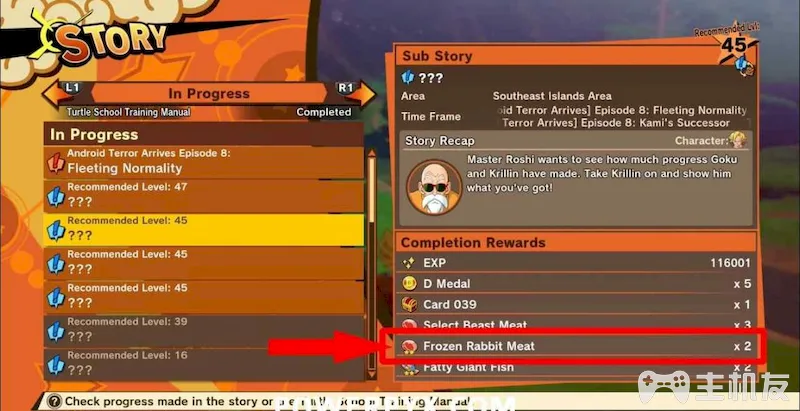 STORY
L1
In Progress
R1
Turtle School Training Manual
Completed
In Progress
Android Terror Arrives Episode 8:
Fleeting Normality
Recommended Level: 47
???
Recommended Level: 45
???
Recommended Level: 45
???
Recommended Level: 45
???
Recommended Level: 39
???
Recommended Level: 16
???
Recommended Lvl:
45
Sub Story
???
Area
Southeast Islands Area
Time Frame
oid Terror Arrives] Episode 8: Fleeting Normality
Terror Arrives] Episode 8: Kami's Successor
Story Recap
Character:
Master Roshi wants to see how much progress Goku
and Krillin have made. Take Krillin on and show him
what you've got!
Completion Rewards
EXP
116001
D Medal
x 5
Card 039
x 1
Select Beast Meat
x 3
Frozen Rabbit Meat
x 2
Fatty Giant Fish
x 2
? Check progress made in the story or
Training Manual
主机友